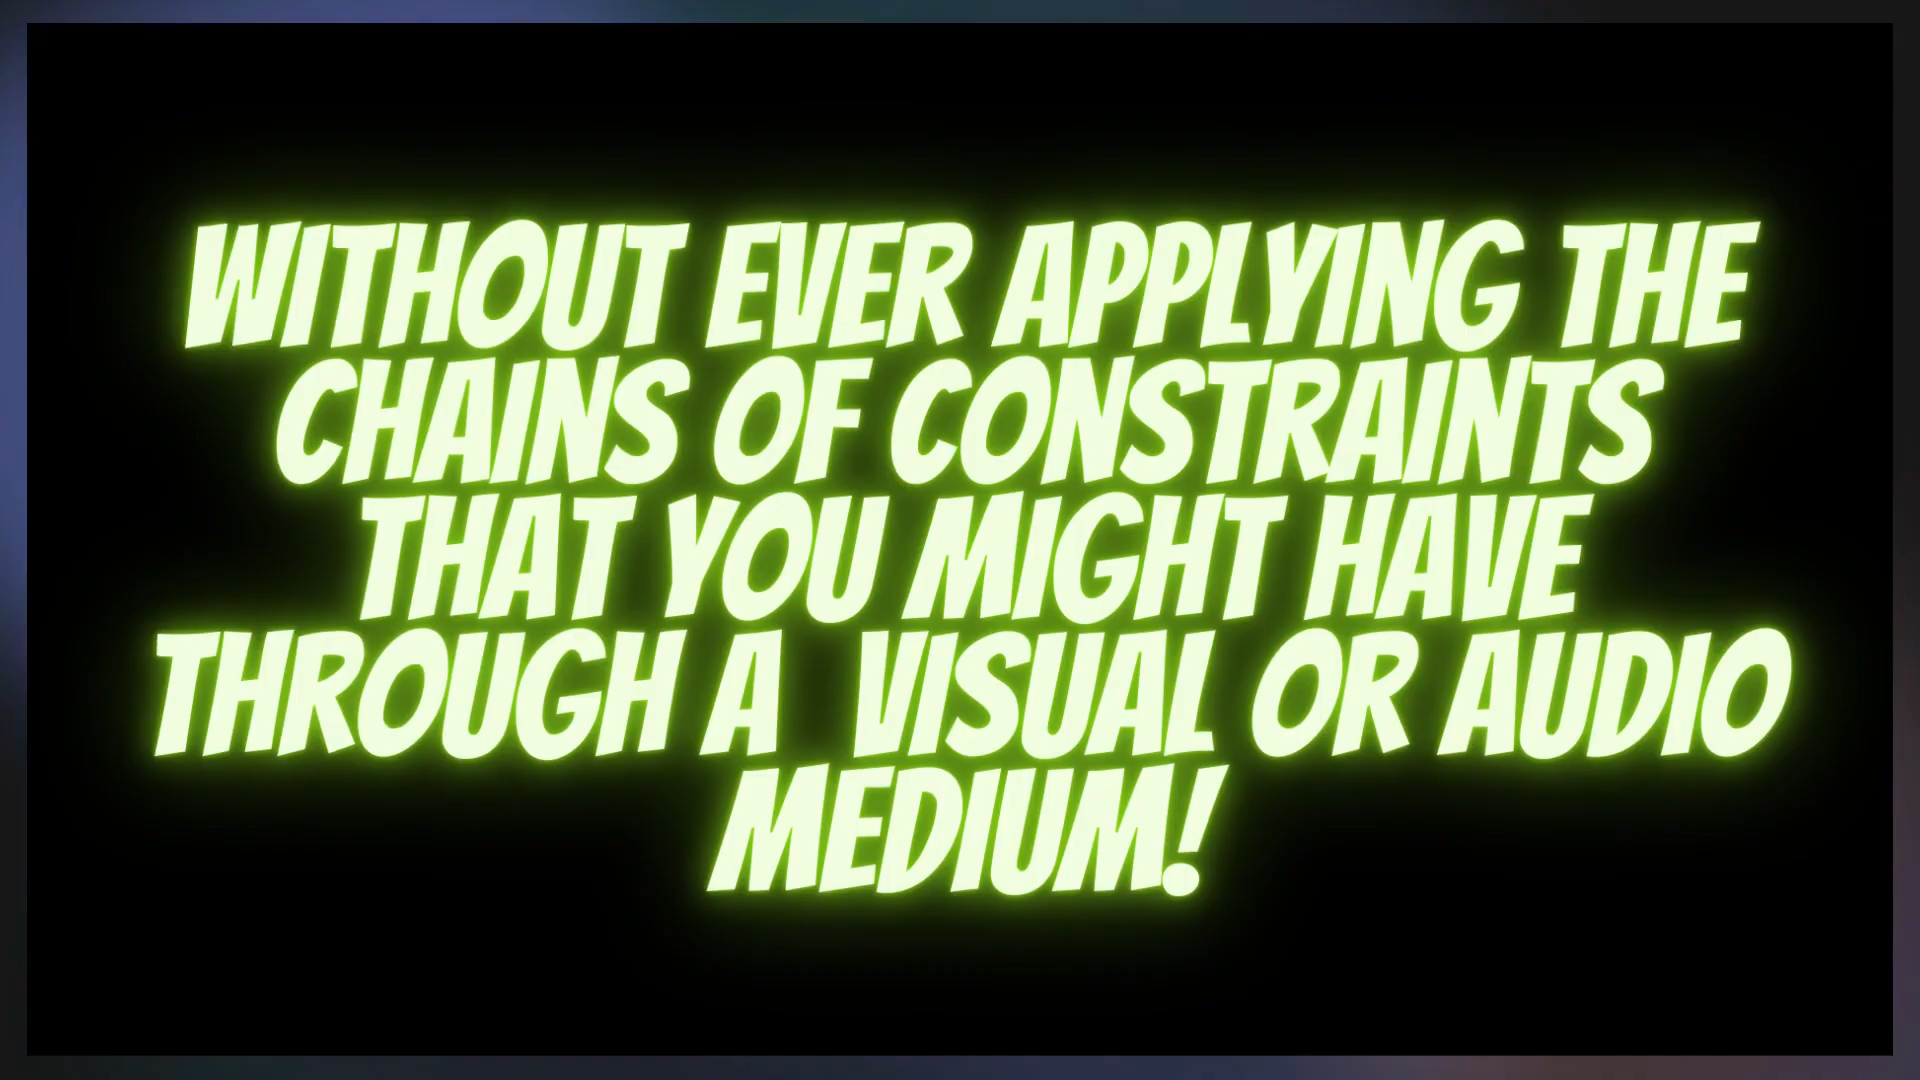 WITHOUT EVER APPLYING THE
CHAINS OF CONSTRAINTS
THAT YOU MIGHT HAVE
THROUGH A VISUAL OR AUDIO
MEDIUM!